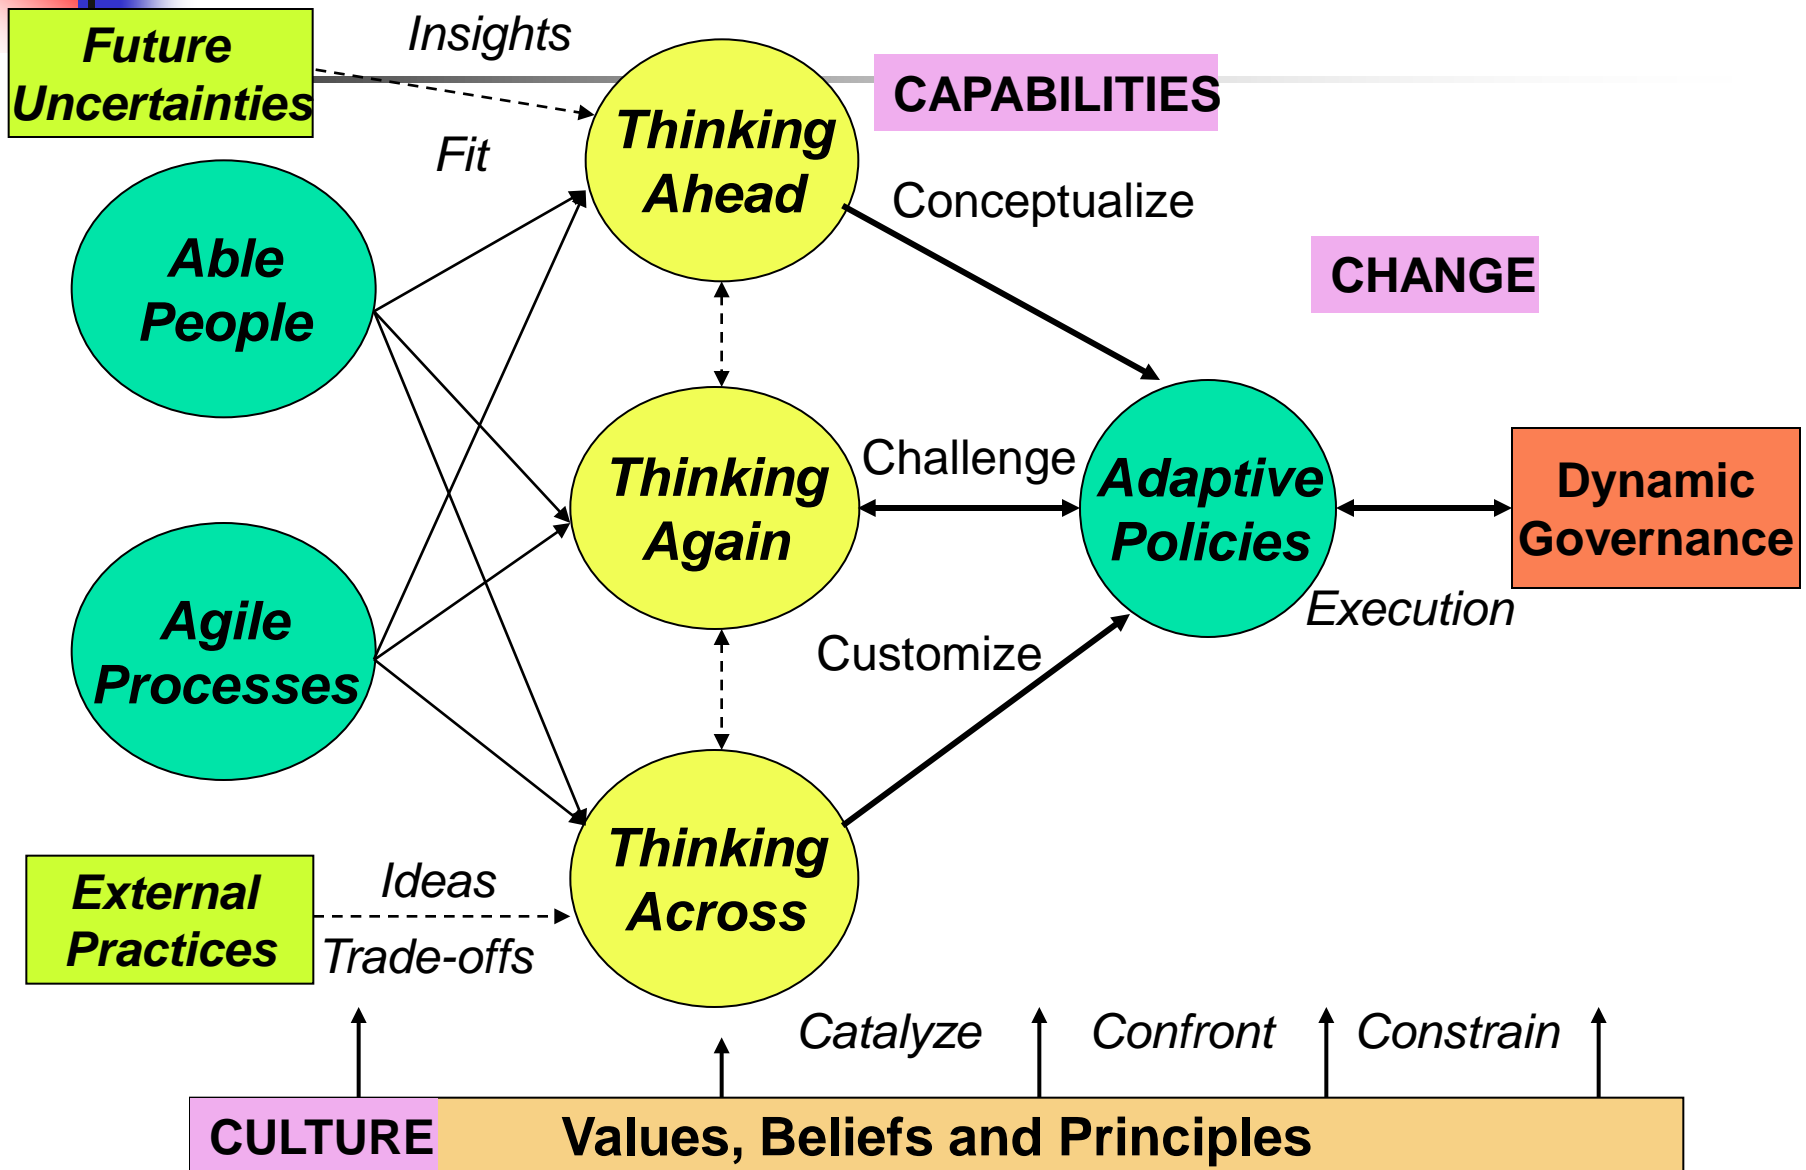 Future
Uncertainties
Insights
Fit
Thinking
Ahead
CAPABILITIES
Conceptualize
CHANGE
Able
People
Thinking
Again
Challenge
Adaptive
Policies
Dynamic
Governance
Execution
Agile
Processes
Customize
Thinking
Across
External
Practices
Ideas
Trade-offs
Catalyze
Confront
Constrain
CULTURE
Values, Beliefs and Principles